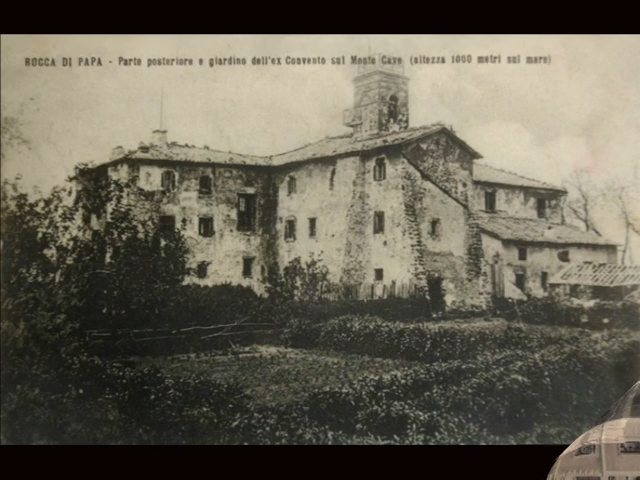 ROCCA DI PAPA - Parte posteriore e giardino dell'ex Convento sul Monte Cavo (altezza 1000 metri sul mare)